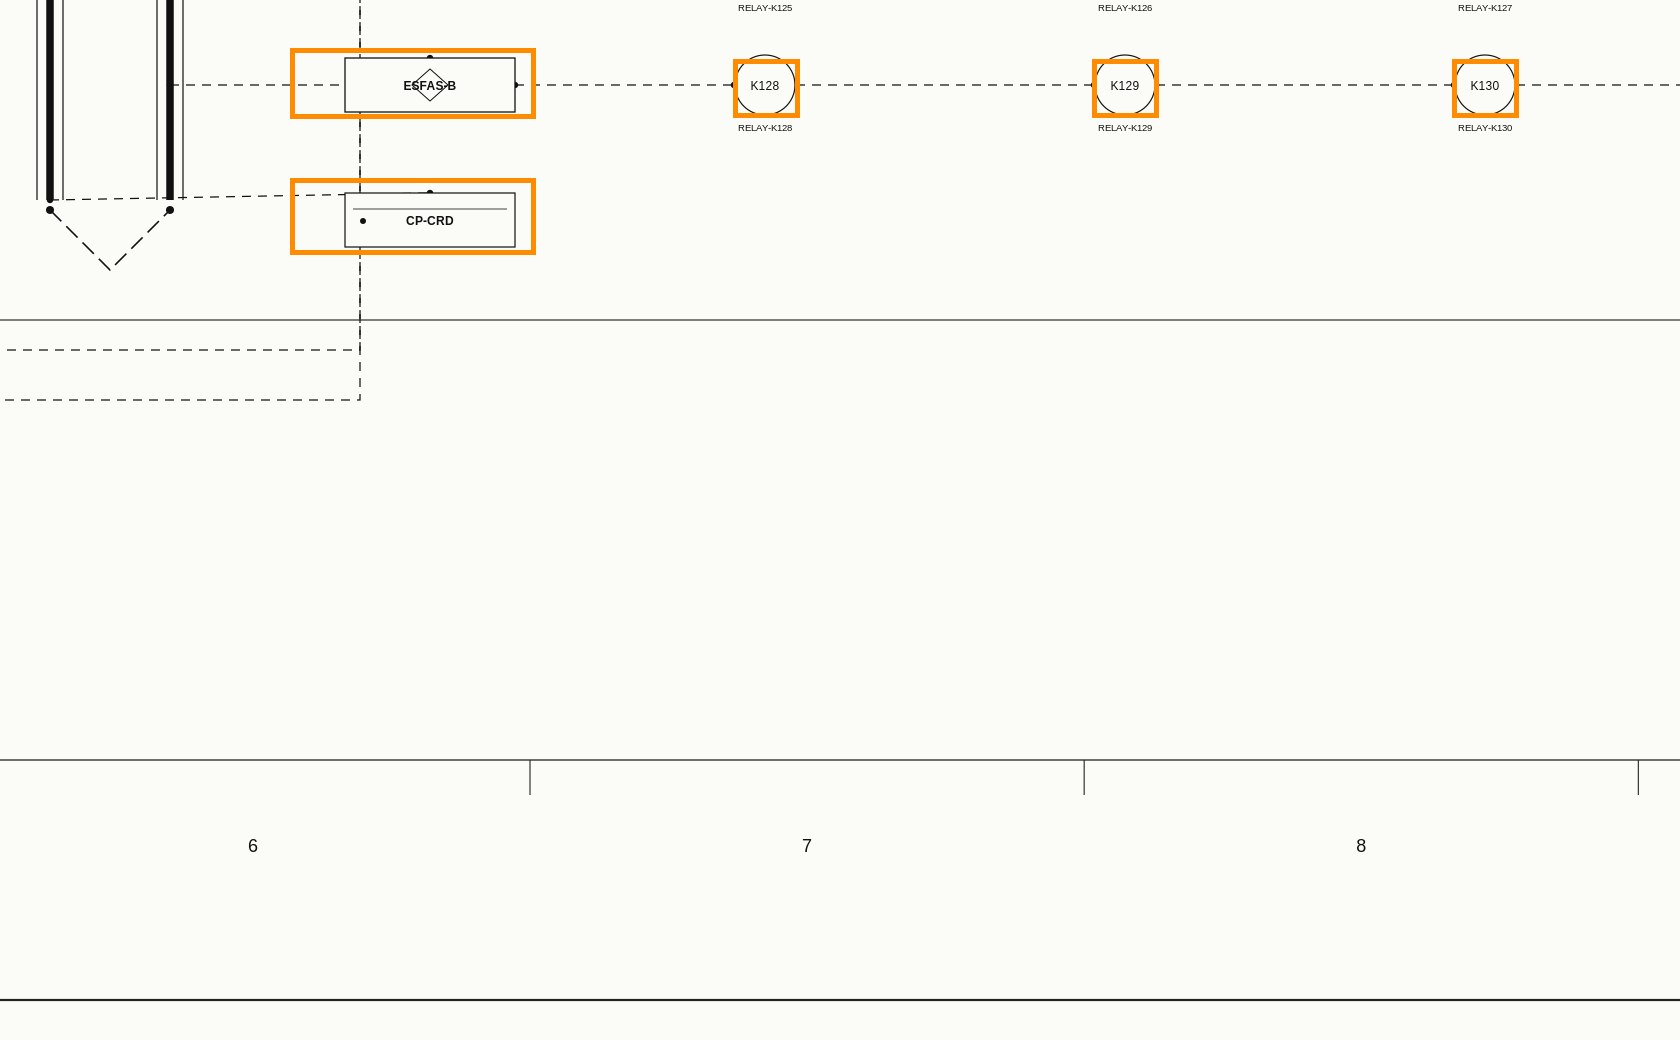 RELAY-K125 RELAY-K126 RELAY-K127
ESFAS-B K128 K129 K130
RELAY-K128 RELAY-K129 RELAY-K130
CP-CRD
6 7 8